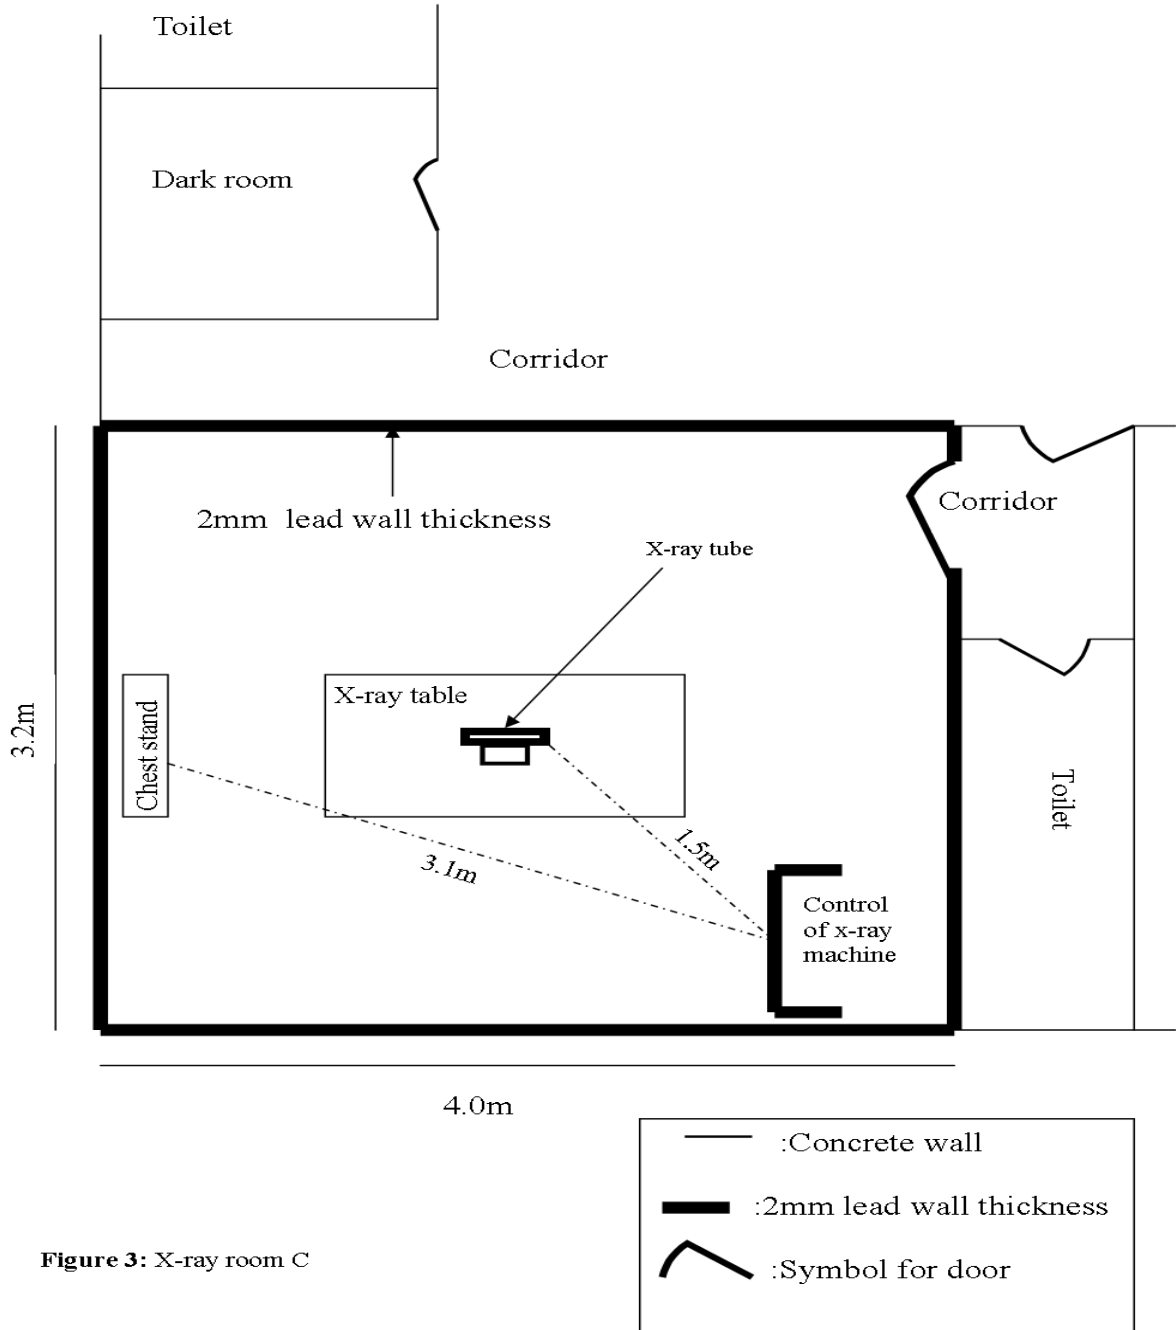 Toilet
Dark room
Corridor
2mm  lead wall thickness
Corridor
X-ray tube
X-ray table
Chest stand
3.2m
1.5m
3.1m
Toilet
Control
of x-ray
machine
4.0m
:Concrete wall
:2mm lead wall thickness
:Symbol for door
Figure 3: X-ray room C